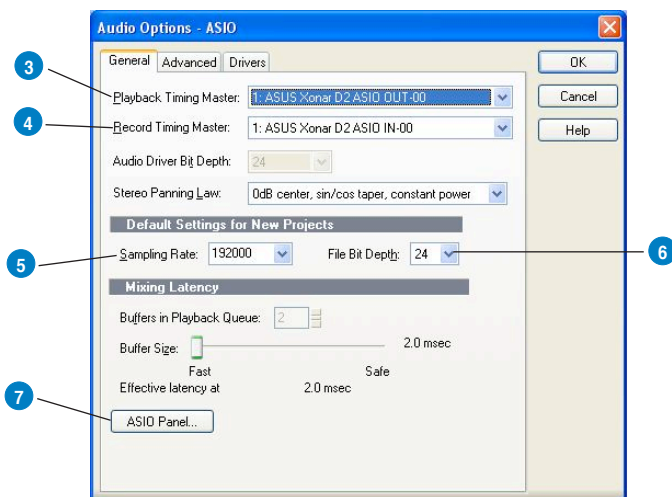 Audio Options - ASIO
General Advanced Drivers
OK
3
Playback Timing Master: 1: ASUS Xonar D2 ASIO OUT-00
Cancel
4
Record Timing Master: 1: ASUS Xonar D2 ASIO IN-00
Help
Audio Driver Bit Depth: 24
Stereo Panning Law: 0dB center, sin/cos taper, constant power
Default Settings for New Projects
5
Sampling Rate: 192000 File Bit Depth: 24
6
Mixing Latency
Buffers in Playback Queue: 2
Buffer Size: 2.0 msec
Fast Safe
Effective latency at 2.0 msec
7
ASIO Panel...